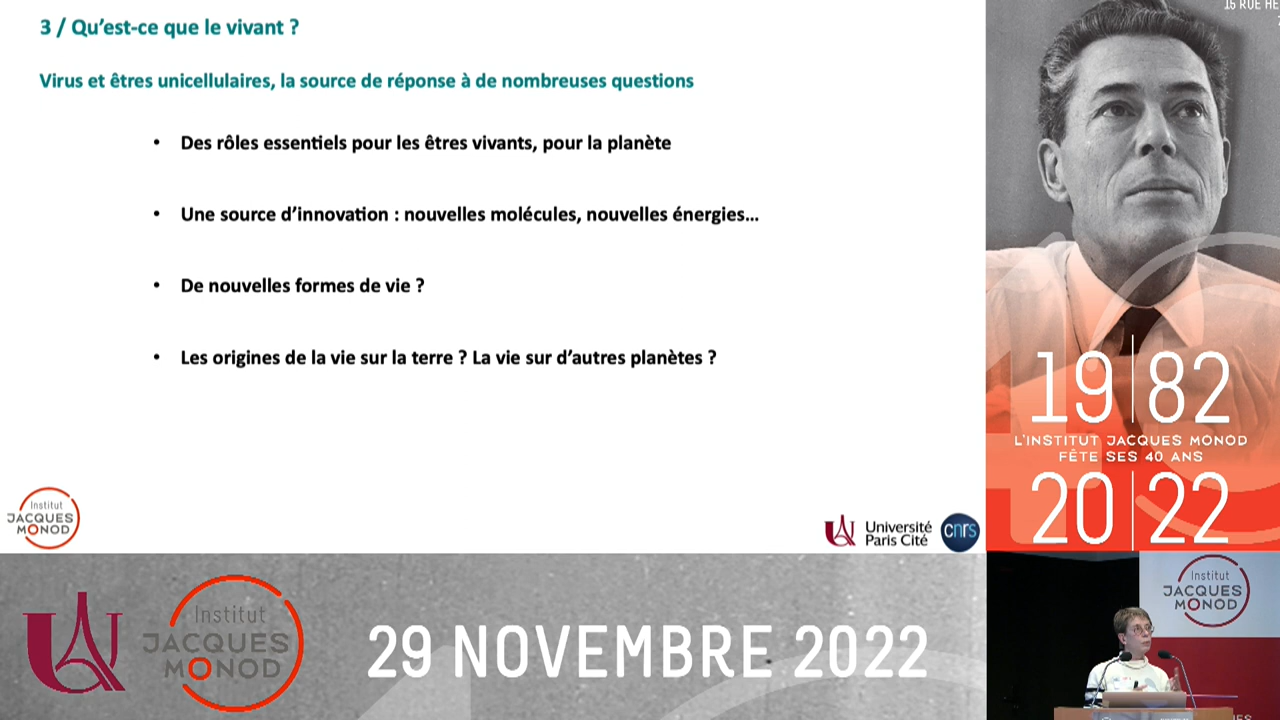 3 / Qu'est-ce que le vivant ?
Virus et êtres unicellulaires, la source de réponse à de nombreuses questions
• Des rôles essentiels pour les êtres vivants, pour la planète
• Une source d'innovation : nouvelles molécules, nouvelles énergies...
• De nouvelles formes de vie ?
• Les origines de la vie sur la terre ? La vie sur d'autres planètes ?
Institut
JACQUES
MONOD
Université
Paris Cité
cnrs
19|82
L'INSTITUT JACQUES MONOD
FÊTE SES 40 ANS
20|22
Institut
JACQUES
MONOD
29 NOVEMBRE 2022
Institut
JACQUES
MONOD